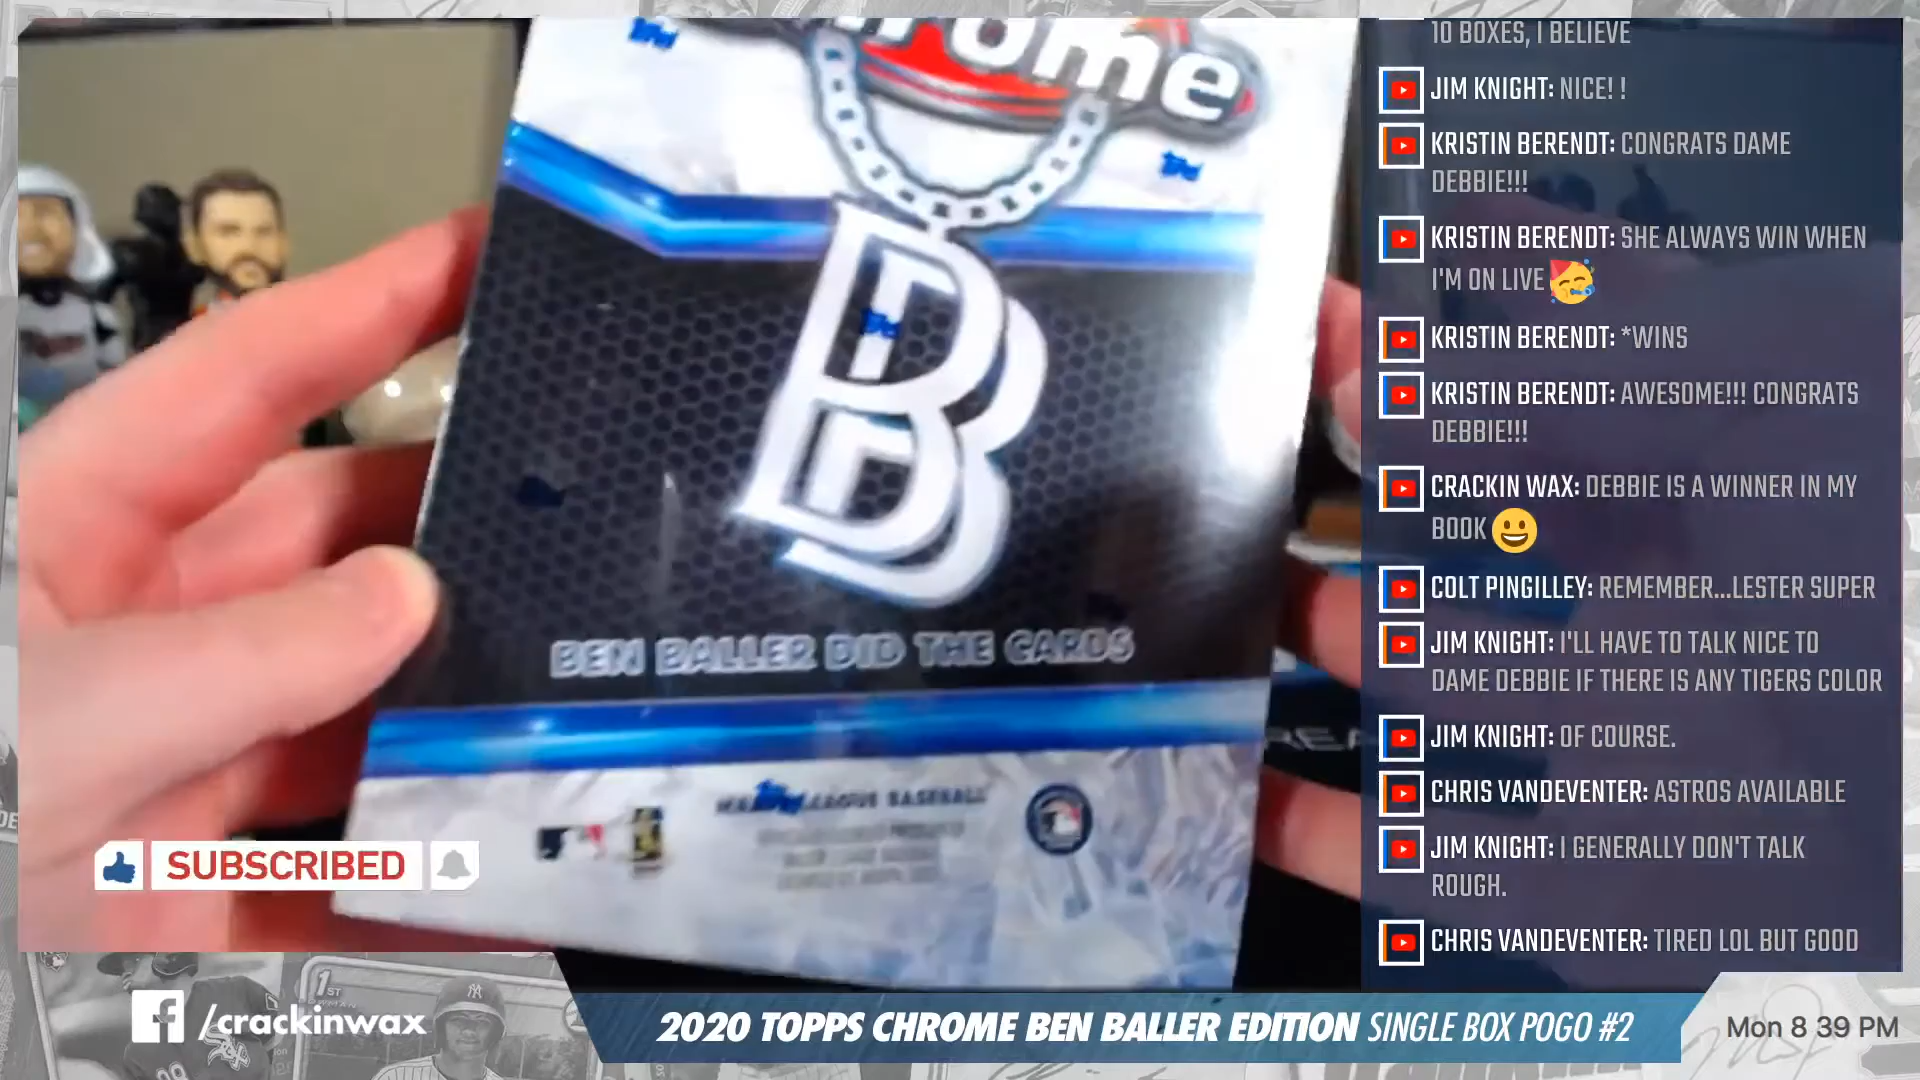 10 BOXES, I BELIEVE
JIM KNIGHT: NICE! !
KRISTIN BERENDT: CONGRATS DAME
DEBBIE!!!
KRISTIN BERENDT: SHE ALWAYS WIN WHEN
I'M ON LIVE 🥳
KRISTIN BERENDT: *WINS
KRISTIN BERENDT: AWESOME!!! CONGRATS
DEBBIE!!!
CRACKIN WAX: DEBBIE IS A WINNER IN MY
BOOK 😃
COLT PINGILLEY: REMEMBER...LESTER SUPER
JIM KNIGHT: I'LL HAVE TO TALK NICE TO
DAME DEBBIE IF THERE IS ANY TIGERS COLOR
JIM KNIGHT: OF COURSE.
CHRIS VANDEVENTER: ASTROS AVAILABLE
JIM KNIGHT: I GENERALLY DON'T TALK
ROUGH.
CHRIS VANDEVENTER: TIRED LOL BUT GOOD
BB
BEN BALLER DID THE CARDS
LEAGUE BASEBALL
SUBSCRIBED
/crackinwax
1ST
2020 TOPPS CHROME BEN BALLER EDITION SINGLE BOX POGO #2
Mon 8 39 PM